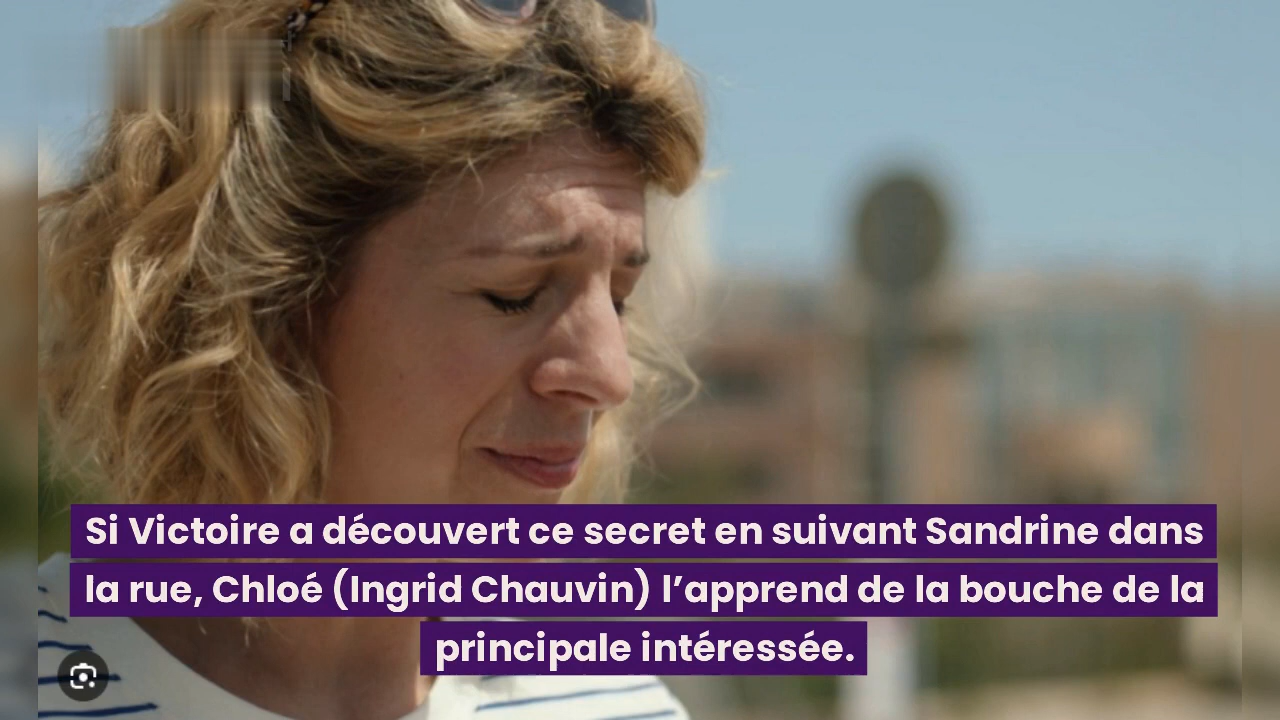 Si Victoire a découvert ce secret en suivant Sandrine dans
la rue, Chloé (Ingrid Chauvin) l’apprend de la bouche de la
principale intéressée.